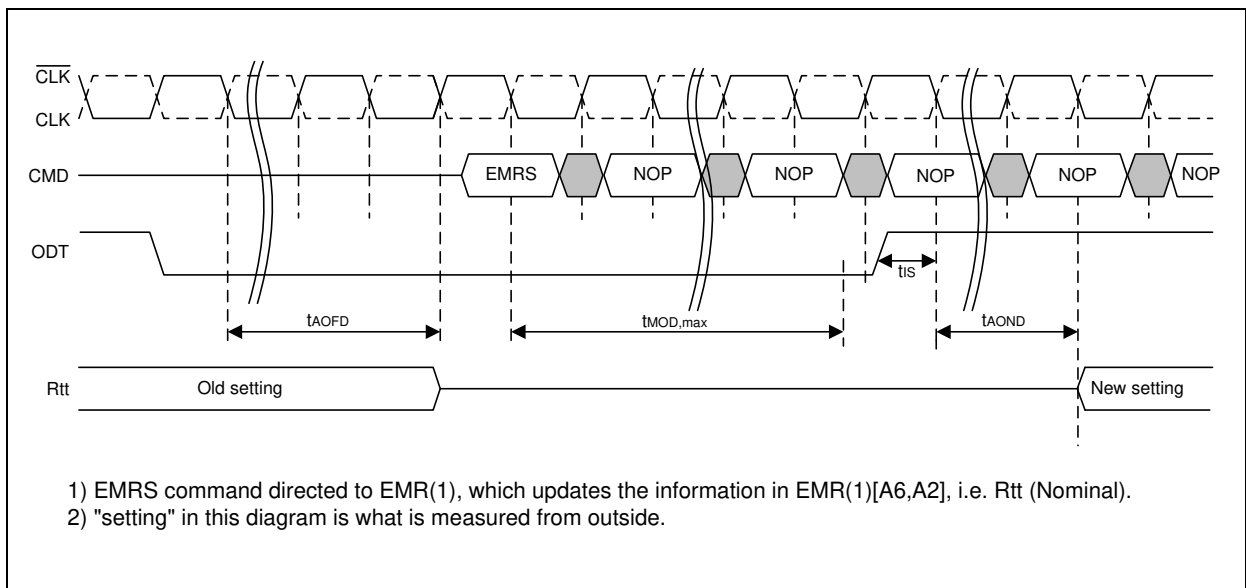 CLK
CLK
CMD
EMRS
NOP
NOP
NOP
NOP
NOP
ODT
tIS
tAOFD
tMOD,max
tAOND
Rtt
Old setting
New setting
1) EMRS command directed to EMR(1), which updates the information in EMR(1)[A6,A2], i.e. Rtt (Nominal).
2) "setting" in this diagram is what is measured from outside.